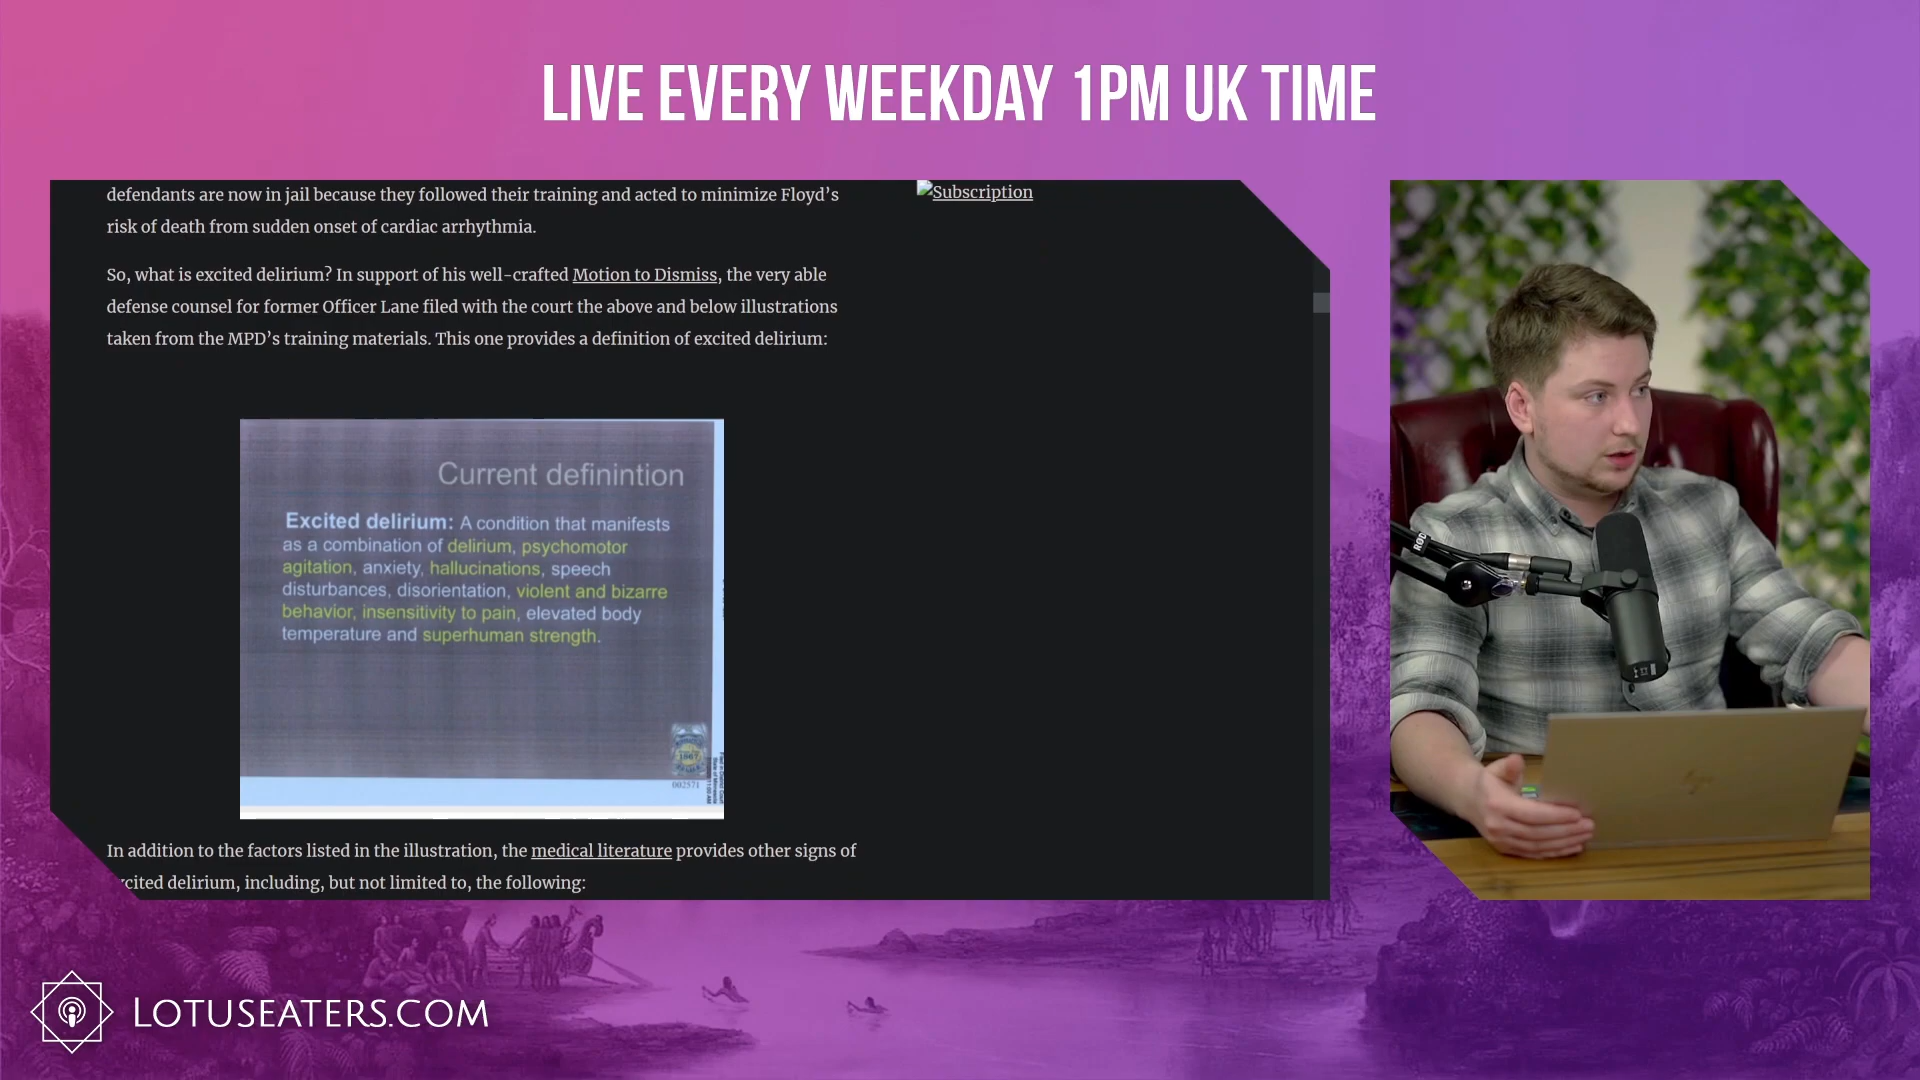 LIVE EVERY WEEKDAY 1PM UK TIME
defendants are now in jail because they followed their training and acted to minimize Floyd’s
risk of death from sudden onset of cardiac arrhythmia.
So, what is excited delirium? In support of his well-crafted Motion to Dismiss, the very able
defense counsel for former Officer Lane filed with the court the above and below illustrations
taken from the MPD’s training materials. This one provides a definition of excited delirium:
Subscription
Current definintion
Excited delirium: A condition that manifests
as a combination of delirium, psychomotor
agitation, anxiety, hallucinations, speech
disturbances, disorientation, violent and bizarre
behavior, insensitivity to pain, elevated body
temperature and superhuman strength.
1867
002571
In addition to the factors listed in the illustration, the medical literature provides other signs of
xcited delirium, including, but not limited to, the following:
RØDE
hp
LOTUSEATERS.COM